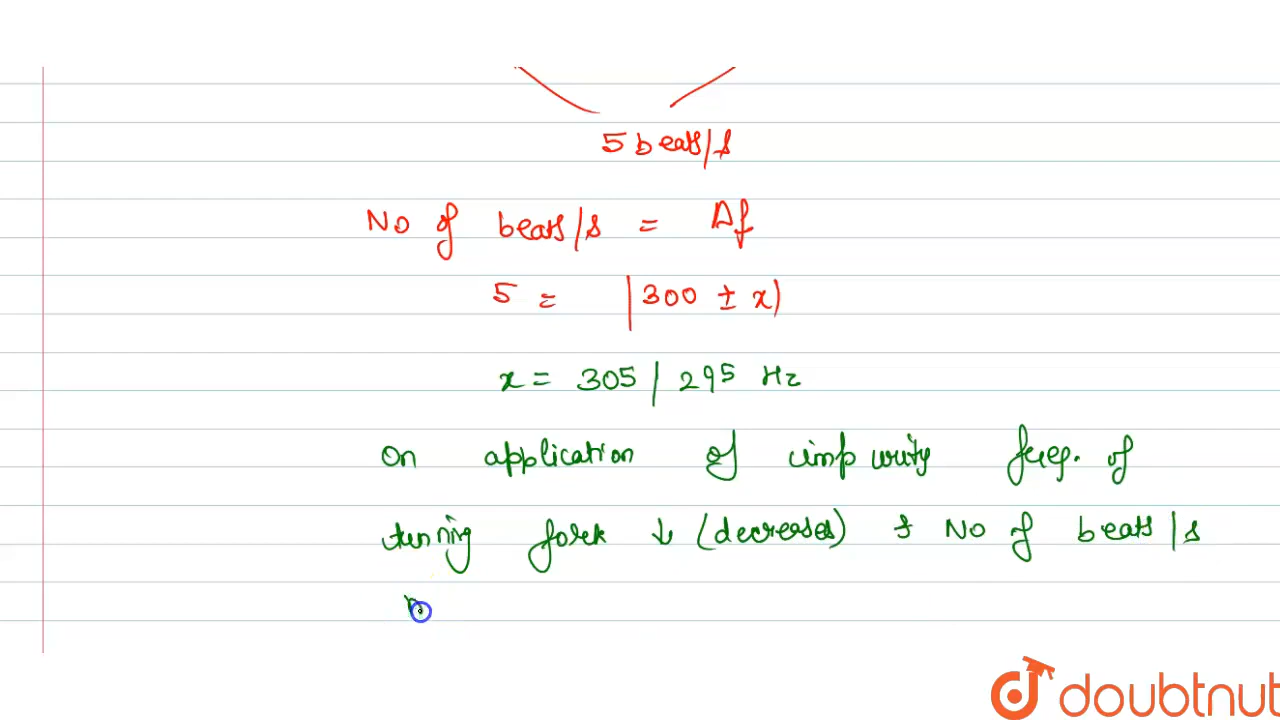 5 beats/s
No of beats/s = Δf
5 = |300 ± x|
x = 305 / 295 Hz
On application of impurity freq. of
tunning fork ↓ (decreases) & No of beats/s
doubtnut